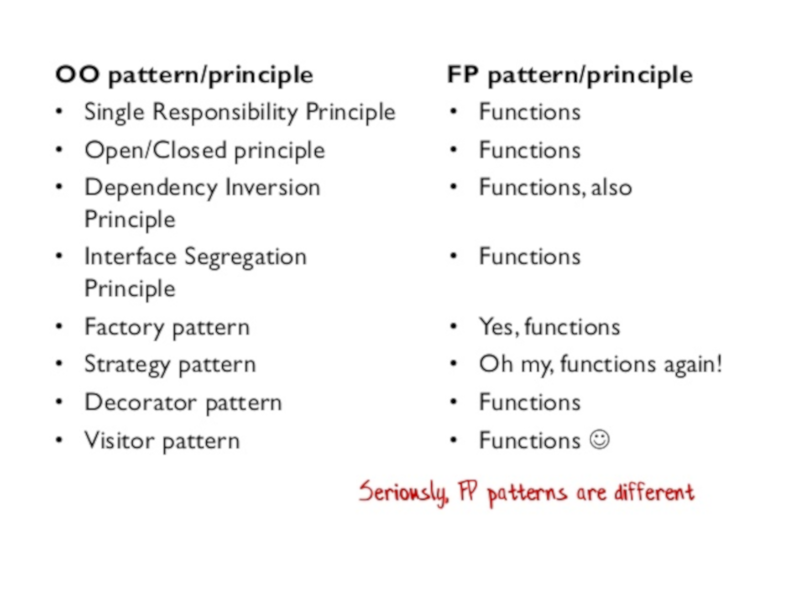 OO pattern/principle
• Single Responsibility Principle
• Open/Closed principle
• Dependency Inversion
Principle
• Interface Segregation
Principle
• Factory pattern
• Strategy pattern
• Decorator pattern
• Visitor pattern
FP pattern/principle
• Functions
• Functions
• Functions, also
• Functions
• Yes, functions
• Oh my, functions again!
• Functions
• Functions ☺
Seriously, FP patterns are different